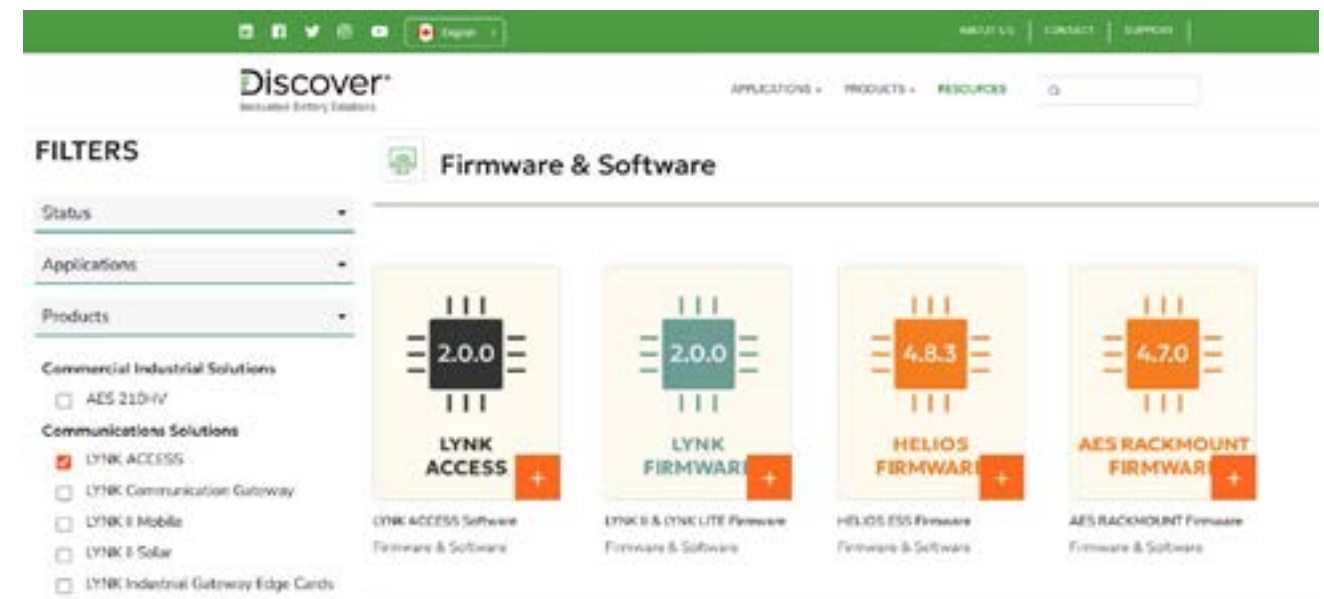 English
ABOUT US
CONTACT
SUPPORT
Discover
Innovative Battery Solutions
APPLICATIONS
PRODUCTS
RESOURCES
FILTERS
Firmware & Software
Status
Applications
Products
Commercial Industrial Solutions
AES 210HV
Communications Solutions
LYNK ACCESS
LYNK Communication Gateway
LYNK II Mobile
LYNK II Solar
LYNK Industrial Gateway Edge Cards
2.0.0
LYNK
ACCESS
+
LYNK ACCESS Software
Firmware & Software
2.0.0
LYNK
FIRMWARE
+
LYNK II & LYNK LITE Firmware
Firmware & Software
4.8.3
HELIOS
FIRMWARE
+
HELIOS ESS Firmware
Firmware & Software
4.7.0
AES RACKMOUNT
FIRMWARE
+
AES RACKMOUNT Firmware
Firmware & Software